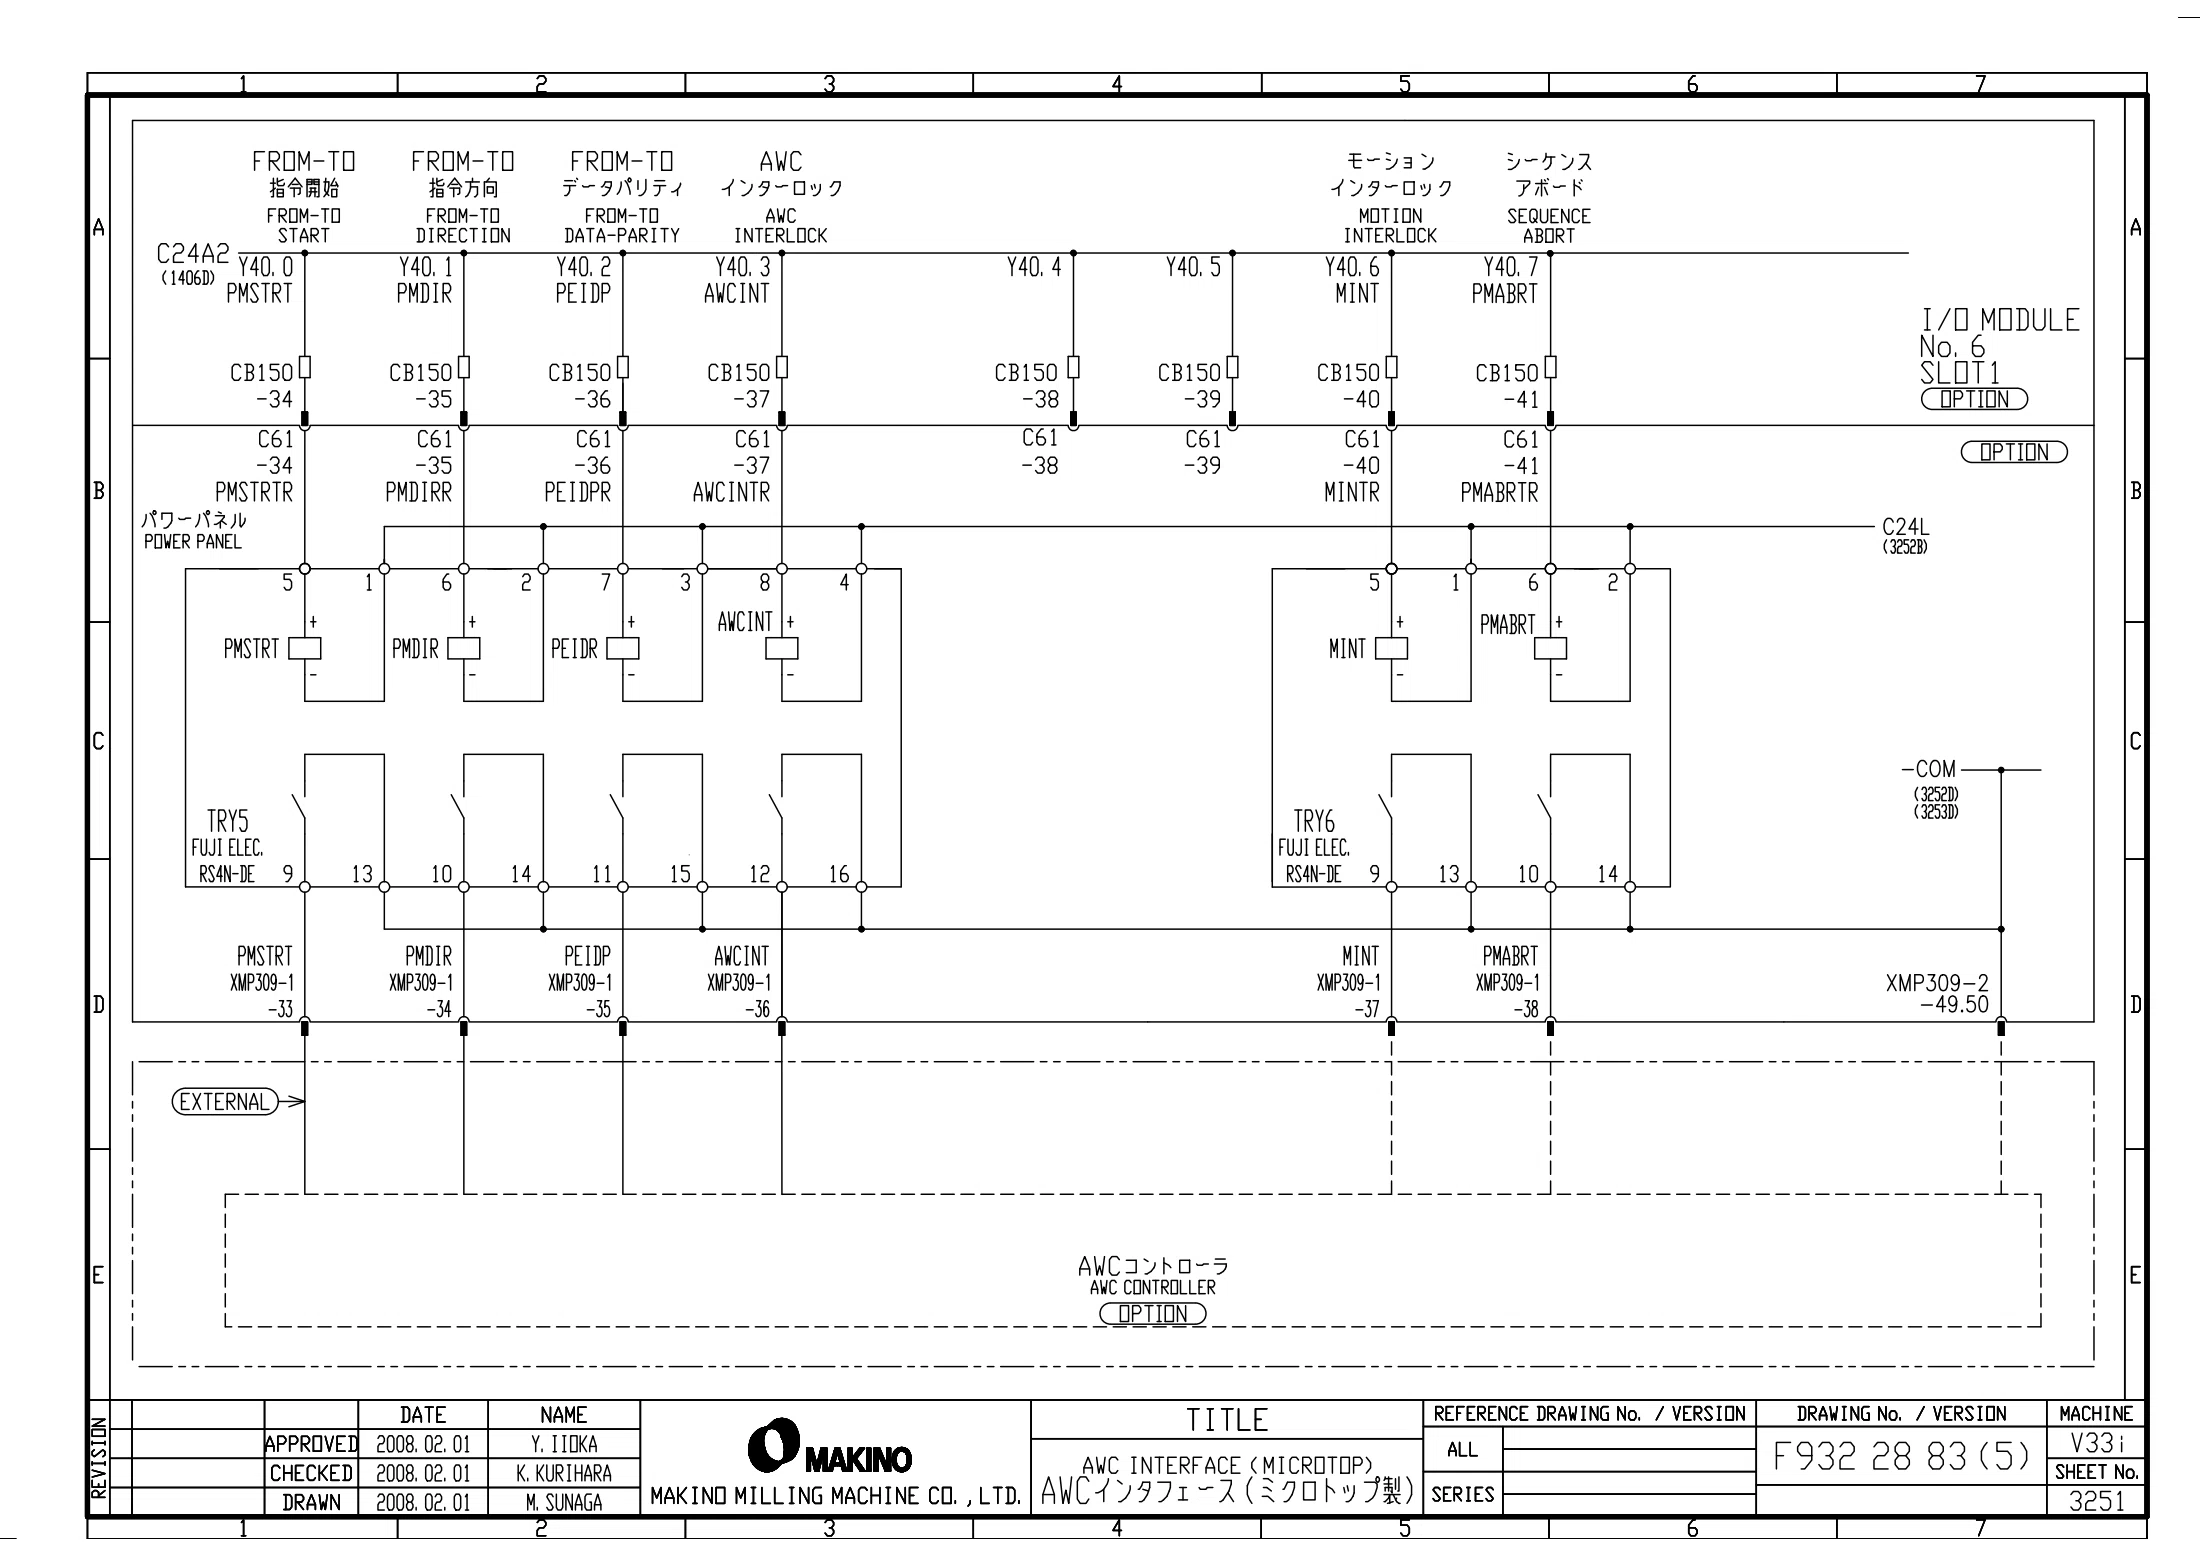 1 2 3 4 5 6 7
FROM-TO FROM-TO FROM-TO AWC モーション シーケンス
指令開始 指令方向 データパリティ インターロック インターロック アボード
FROM-TO FROM-TO FROM-TO AWC MOTION SEQUENCE
START DIRECTION DATA-PARITY INTERLOCK INTERLOCK ABORT
A A
C24A2
(1406D)
Y40.0 Y40.1 Y40.2 Y40.3 Y40.4 Y40.5 Y40.6 Y40.7
PMSTRT PMDIR PEIDP AWCINT MINT PMABRT
I/O MODULE
No.6
SLOT1
OPTION
CB150 CB150 CB150 CB150 CB150 CB150 CB150 CB150
-34 -35 -36 -37 -38 -39 -40 -41
C61 C61 C61 C61 C61 C61 C61 C61
-34 -35 -36 -37 -38 -39 -40 -41
OPTION
B B
PMSTRTR PMDIRR PEIDPR AWCINTR MINTR PMABRTR
パワーパネル
POWER PANEL
C24L
(3252B)
5 1 6 2 7 3 8 4 5 1 6 2
+ + + + + +
PMSTRT PMDIR PEIDR AWCINT MINT PMABRT
- - - - - -
C C
-COM
(3252D)
(3253D)
TRY5 TRY6
FUJI ELEC. FUJI ELEC.
RS4N-DE RS4N-DE
9 13 10 14 11 15 12 16 9 13 10 14
PMSTRT PMDIR PEIDP AWCINT MINT PMABRT
XMP309-1 XMP309-1 XMP309-1 XMP309-1 XMP309-1 XMP309-1 XMP309-2
-33 -34 -35 -36 -37 -38 -49.50
D D
EXTERNAL
E E
AWCコントローラ
AWC CONTROLLER
OPTION
REVISION
DATE NAME
APPROVED 2008.02.01 Y. IIOKA
CHECKED 2008.02.01 K. KURIHARA
DRAWN 2008.02.01 M. SUNAGA
MAKINO
MAKINO MILLING MACHINE CO.,LTD.
TITLE
AWC INTERFACE (MICROTOP)
AWCインタフェース(ミクロトップ製)
REFERENCE DRAWING No. / VERSION
ALL
SERIES
DRAWING No. / VERSION
F932 28 83 (5)
MACHINE
V33i
SHEET No.
3251
1 2 3 4 5 6 7